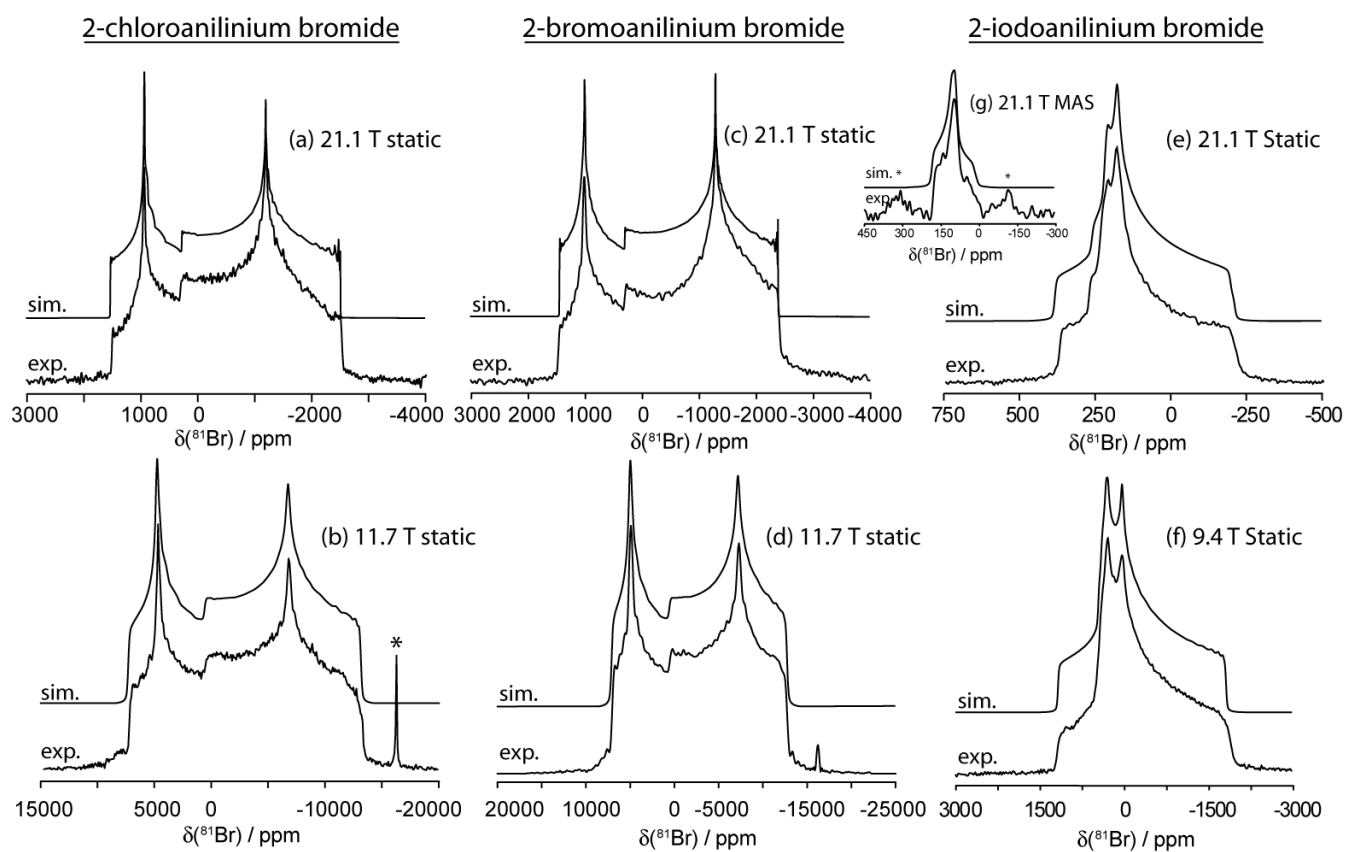 2-chloroanilinium bromide
2-bromoanilinium bromide
2-iodoanilinium bromide
(a) 21.1 T static
sim.
exp.
3000 1000 0 -2000 -4000
δ(⁸¹Br) / ppm
(c) 21.1 T static
sim.
exp.
3000 2000 1000 0 -1000 -2000 -3000 -4000
δ(⁸¹Br) / ppm
(g) 21.1 T MAS
sim. * *
exp.
450 300 150 0 -150 -300
δ(⁸¹Br) / ppm
(e) 21.1 T Static
sim.
exp.
750 500 250 0 -250 -500
δ(⁸¹Br) / ppm
(b) 11.7 T static
*
sim.
exp.
15000 5000 0 -10000 -20000
δ(⁸¹Br) / ppm
(d) 11.7 T static
sim.
exp.
20000 10000 5000 0 -5000 -15000 -25000
δ(⁸¹Br) / ppm
(f) 9.4 T Static
sim.
exp.
3000 1500 0 -1500 -3000
δ(⁸¹Br) / ppm